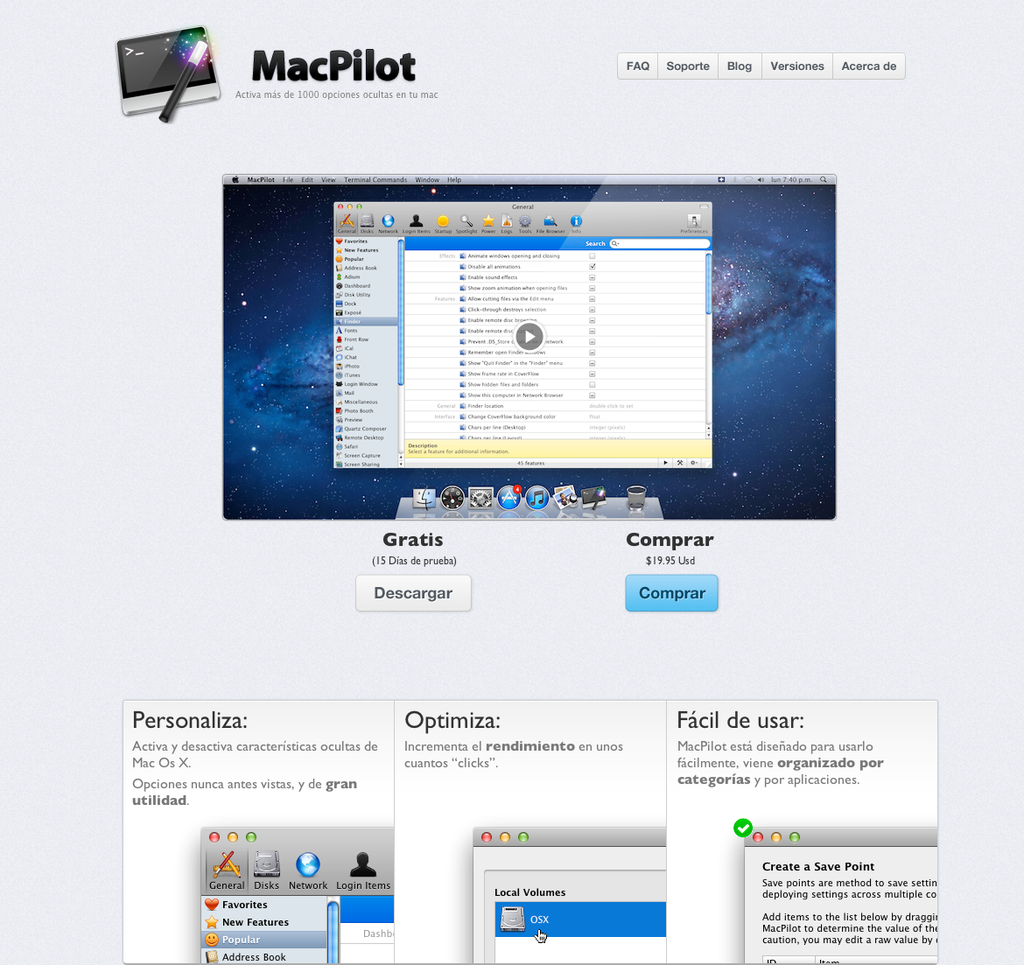 >_
MacPilot
Activa más de 1000 opciones ocultas en tu mac
FAQ Soporte Blog Versiones Acerca de
MacPilot File Edit View Terminal Commands Window Help lun 7:40 p.m.
General
General Disks Network Login Items Startup Spotlight Power Logs Tools File Browser Info Preferences
Search
Favorites
New Features
Popular
Address Book
Adium
Dashboard
Disk Utility
Dock
Exposé
Finder
Fonts
Front Row
iCal
iChat
iPhoto
iTunes
Login Window
Mail
Miscellaneous
Photo Booth
Preview
Quartz Composer
Remote Desktop
Safari
Screen Capture
Screen Sharing
Effects Animate windows opening and closing
Disable all animations
Enable sound effects
Show zoom animation when opening files
Features Allow cutting files via the Edit menu
Click-through destroys selection
Enable remote disc
Enable remote disc
Prevent .DS_Store network
Remember open Finder windows
Show "Quit Finder" in the "Finder" menu
Show frame rate in CoverFlow
Show hidden files and folders
Show this computer in Network Browser
General Finder location double click to set
Interface Change CoverFlow background color float
Chars per line (Desktop) integer (pixels)
Chars per line (Layout) integer (pixels)
Description
Select a feature for additional information.
45 features
Gratis
(15 Días de prueba)
Descargar
Comprar
$19.95 Usd
Comprar
Personaliza:
Activa y desactiva características ocultas de
Mac Os X.
Opciones nunca antes vistas, y de gran
utilidad.
General Disks Network Login Items
Favorites
New Features
Popular
Address Book
Dashb
Optimiza:
Incrementa el rendimiento en unos
cuantos “clicks”.
Local Volumes
OSX
Fácil de usar:
MacPilot está diseñado para usarlo
fácilmente, viene organizado por
categorías y por aplicaciones.
Create a Save Point
Save points are method to save settin
deploying settings across multiple co
Add items to the list below by draggi
MacPilot to determine the value of the
caution, you may edit a raw value by
ID Item